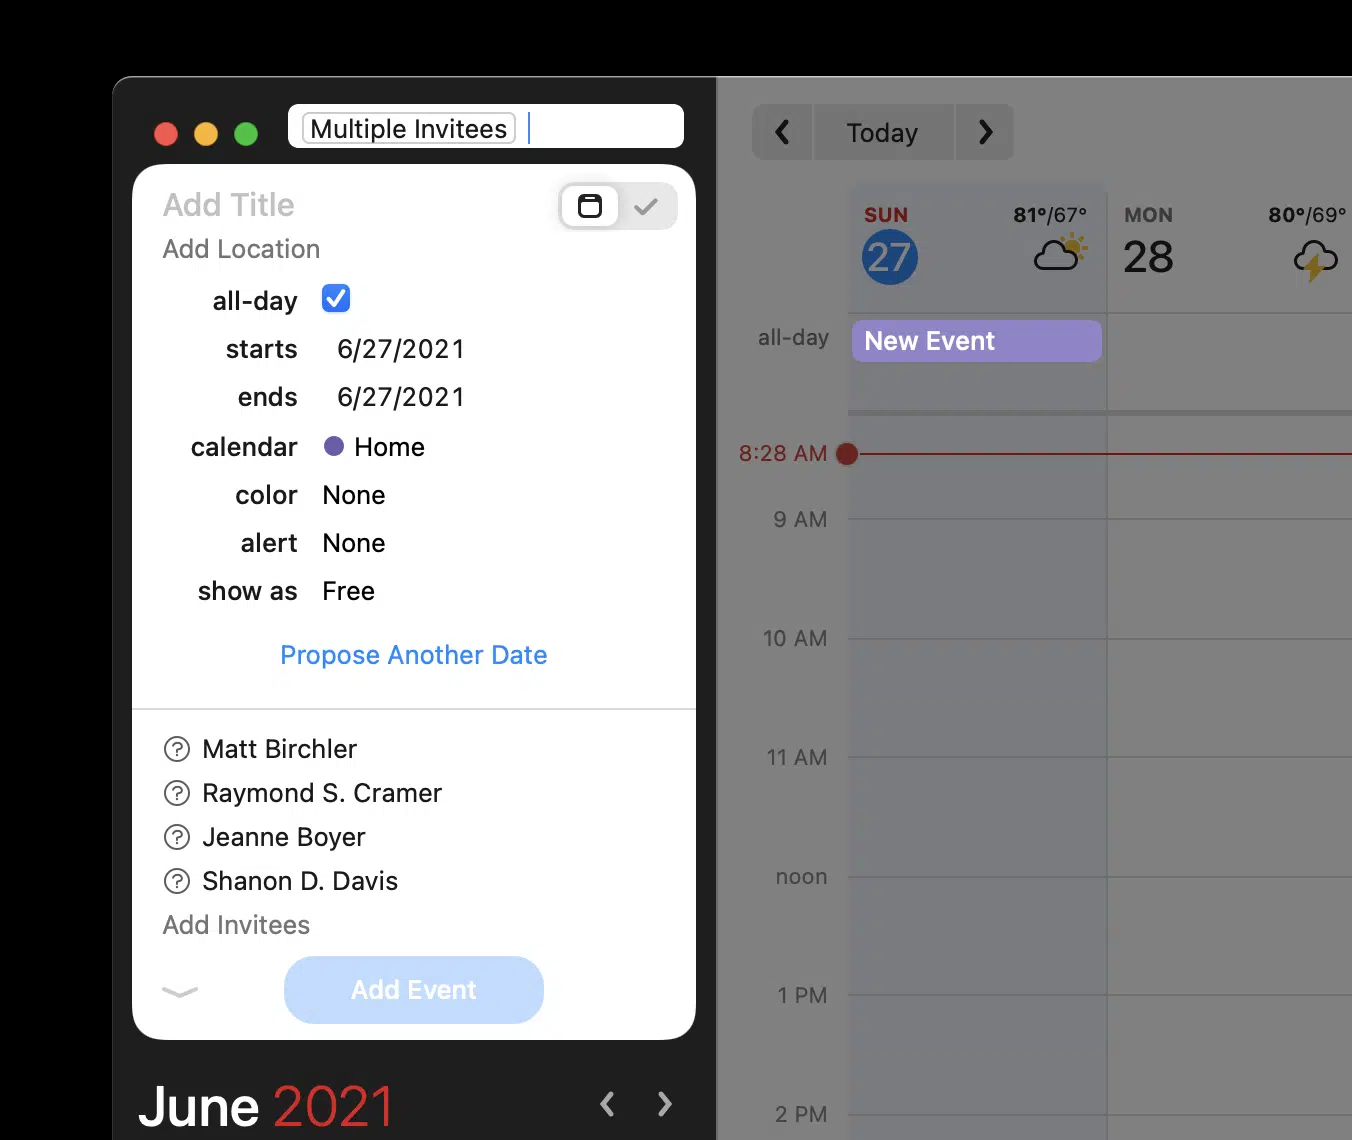 Multiple Invitees
Add Title
Add Location
all-day
starts 6/27/2021
ends 6/27/2021
calendar Home
color None
alert None
show as Free
Propose Another Date
Matt Birchler
Raymond S. Cramer
Jeanne Boyer
Shanon D. Davis
Add Invitees
Add Event
June 2021
Today
SUN 81°/67° MON 80°/69°
27 28
all-day New Event
8:28 AM
9 AM
10 AM
11 AM
noon
1 PM
2 PM